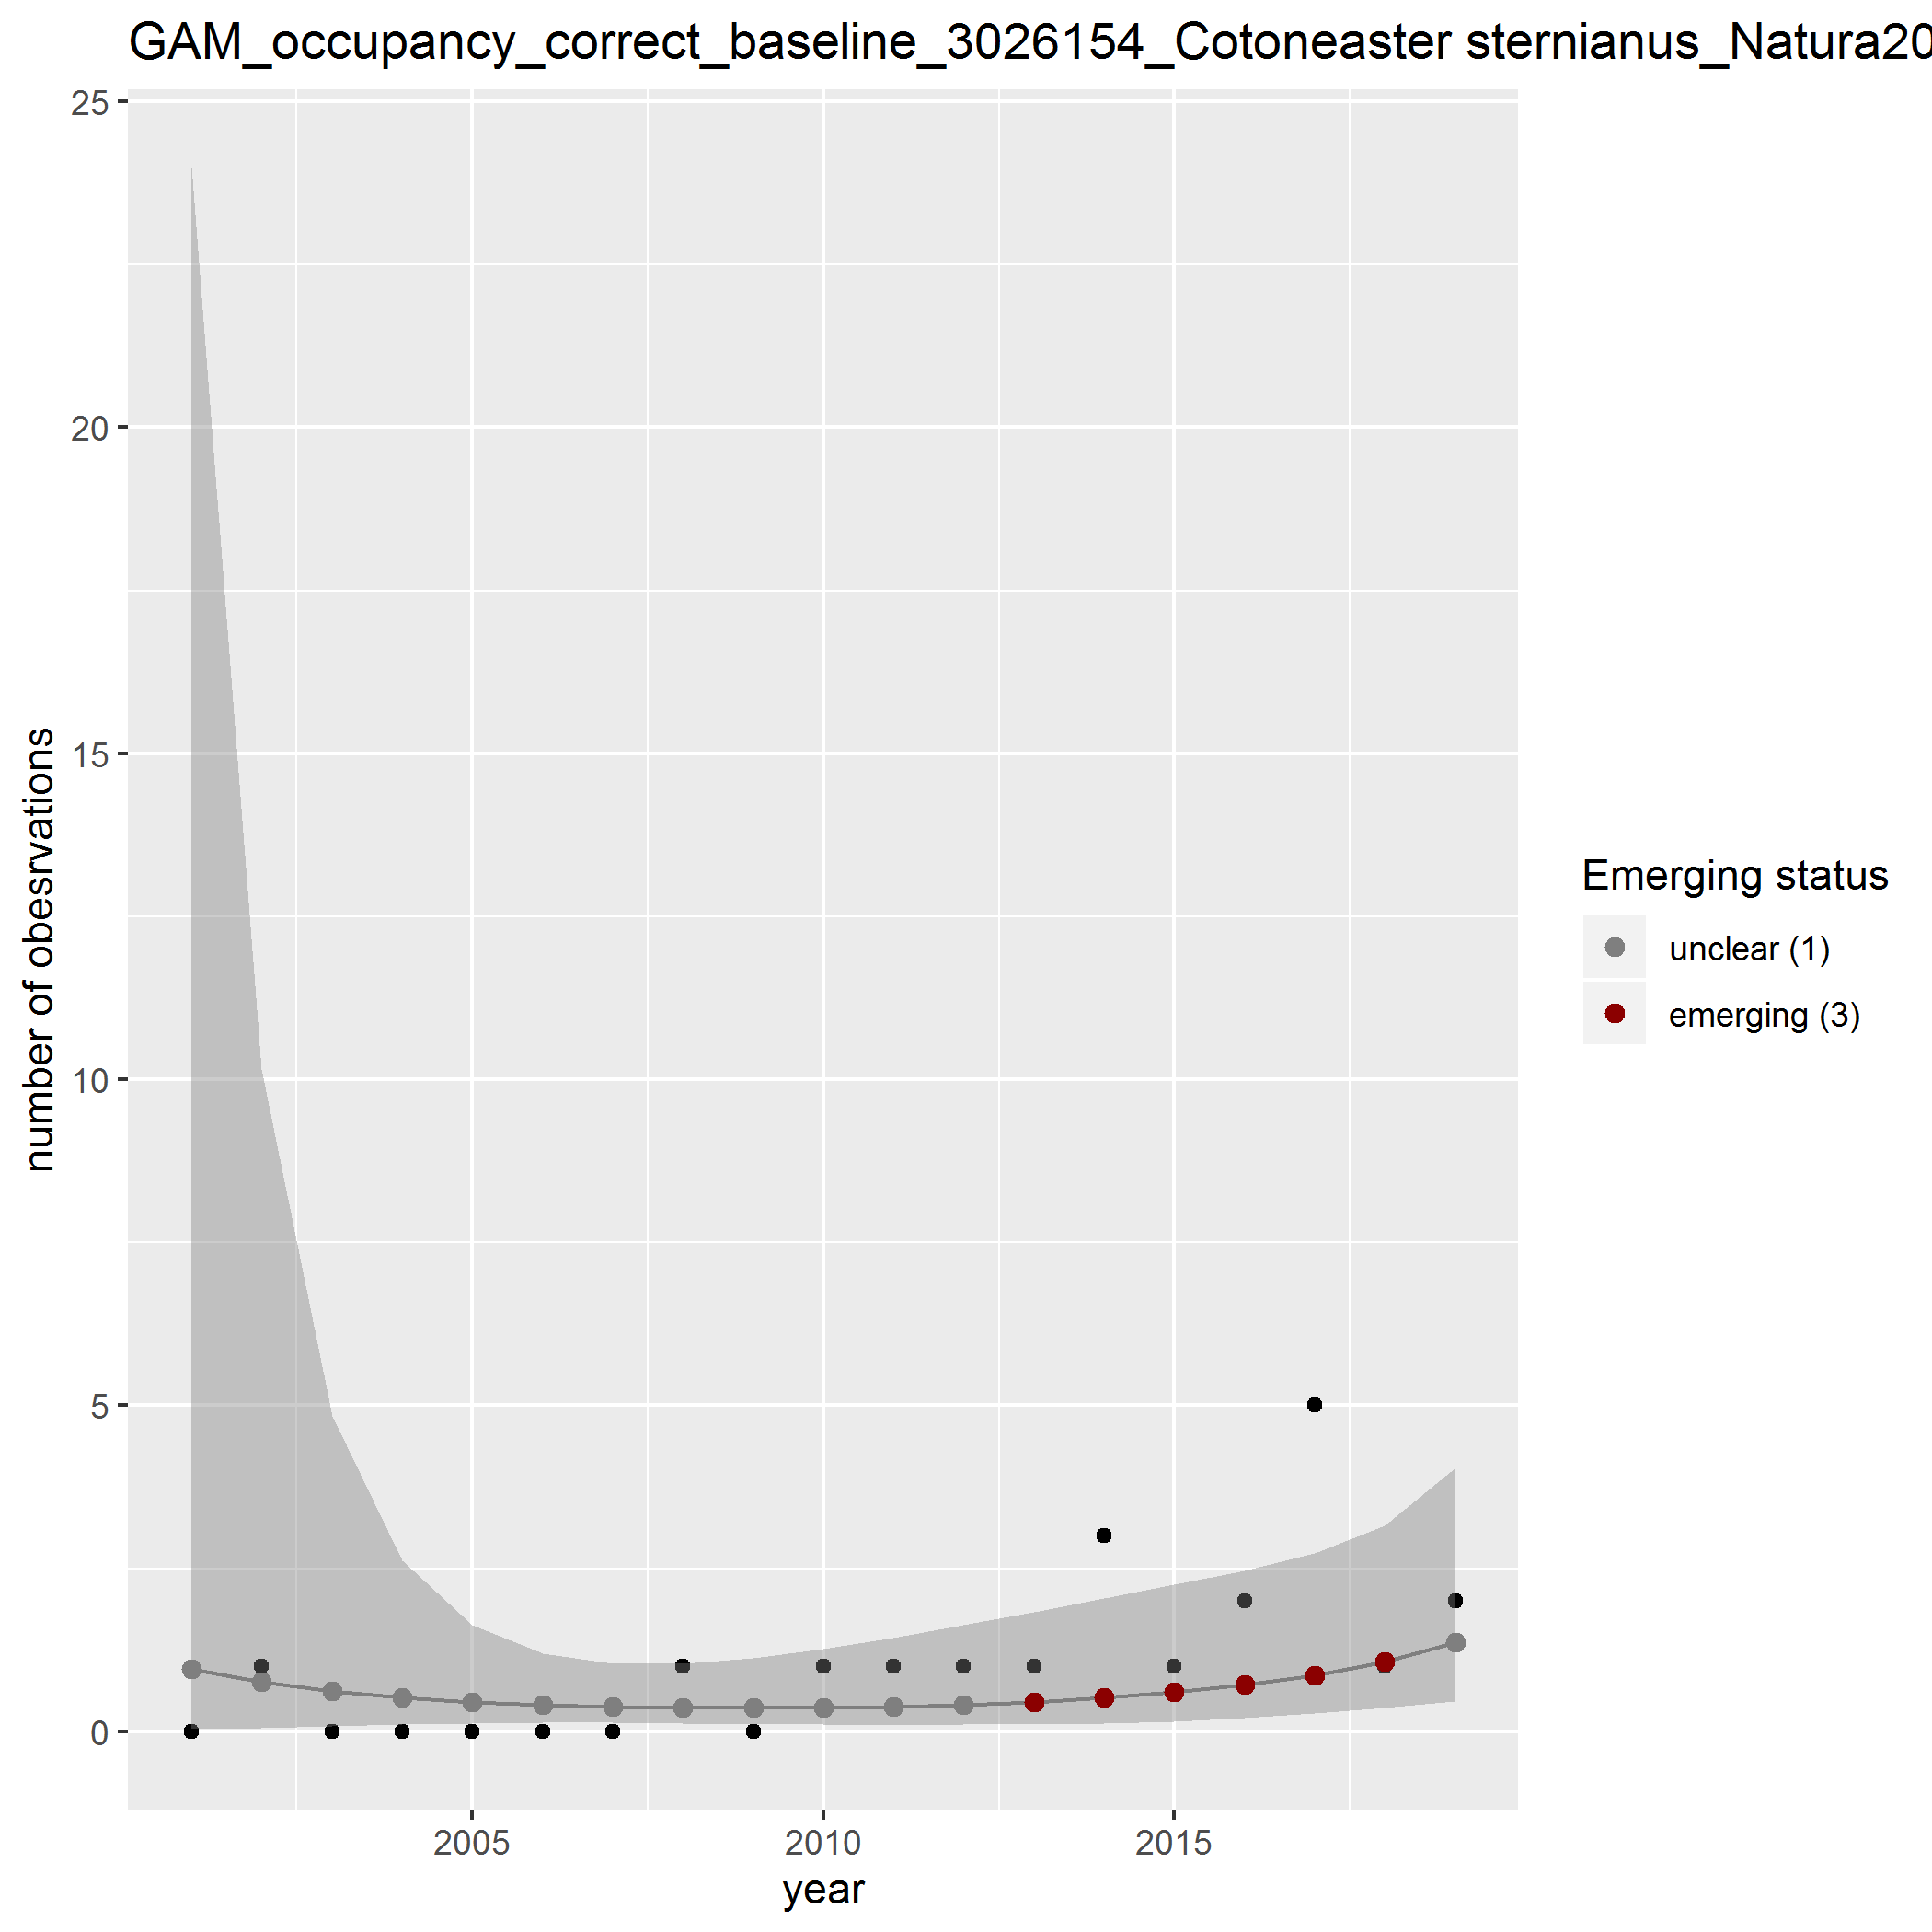 GAM_occupancy_correct_baseline_3026154_Cotoneaster sternianus_Natura20
25
20
15
10
5
0
number of obesrvations
2005
2010
2015
year
Emerging status
unclear (1)
emerging (3)